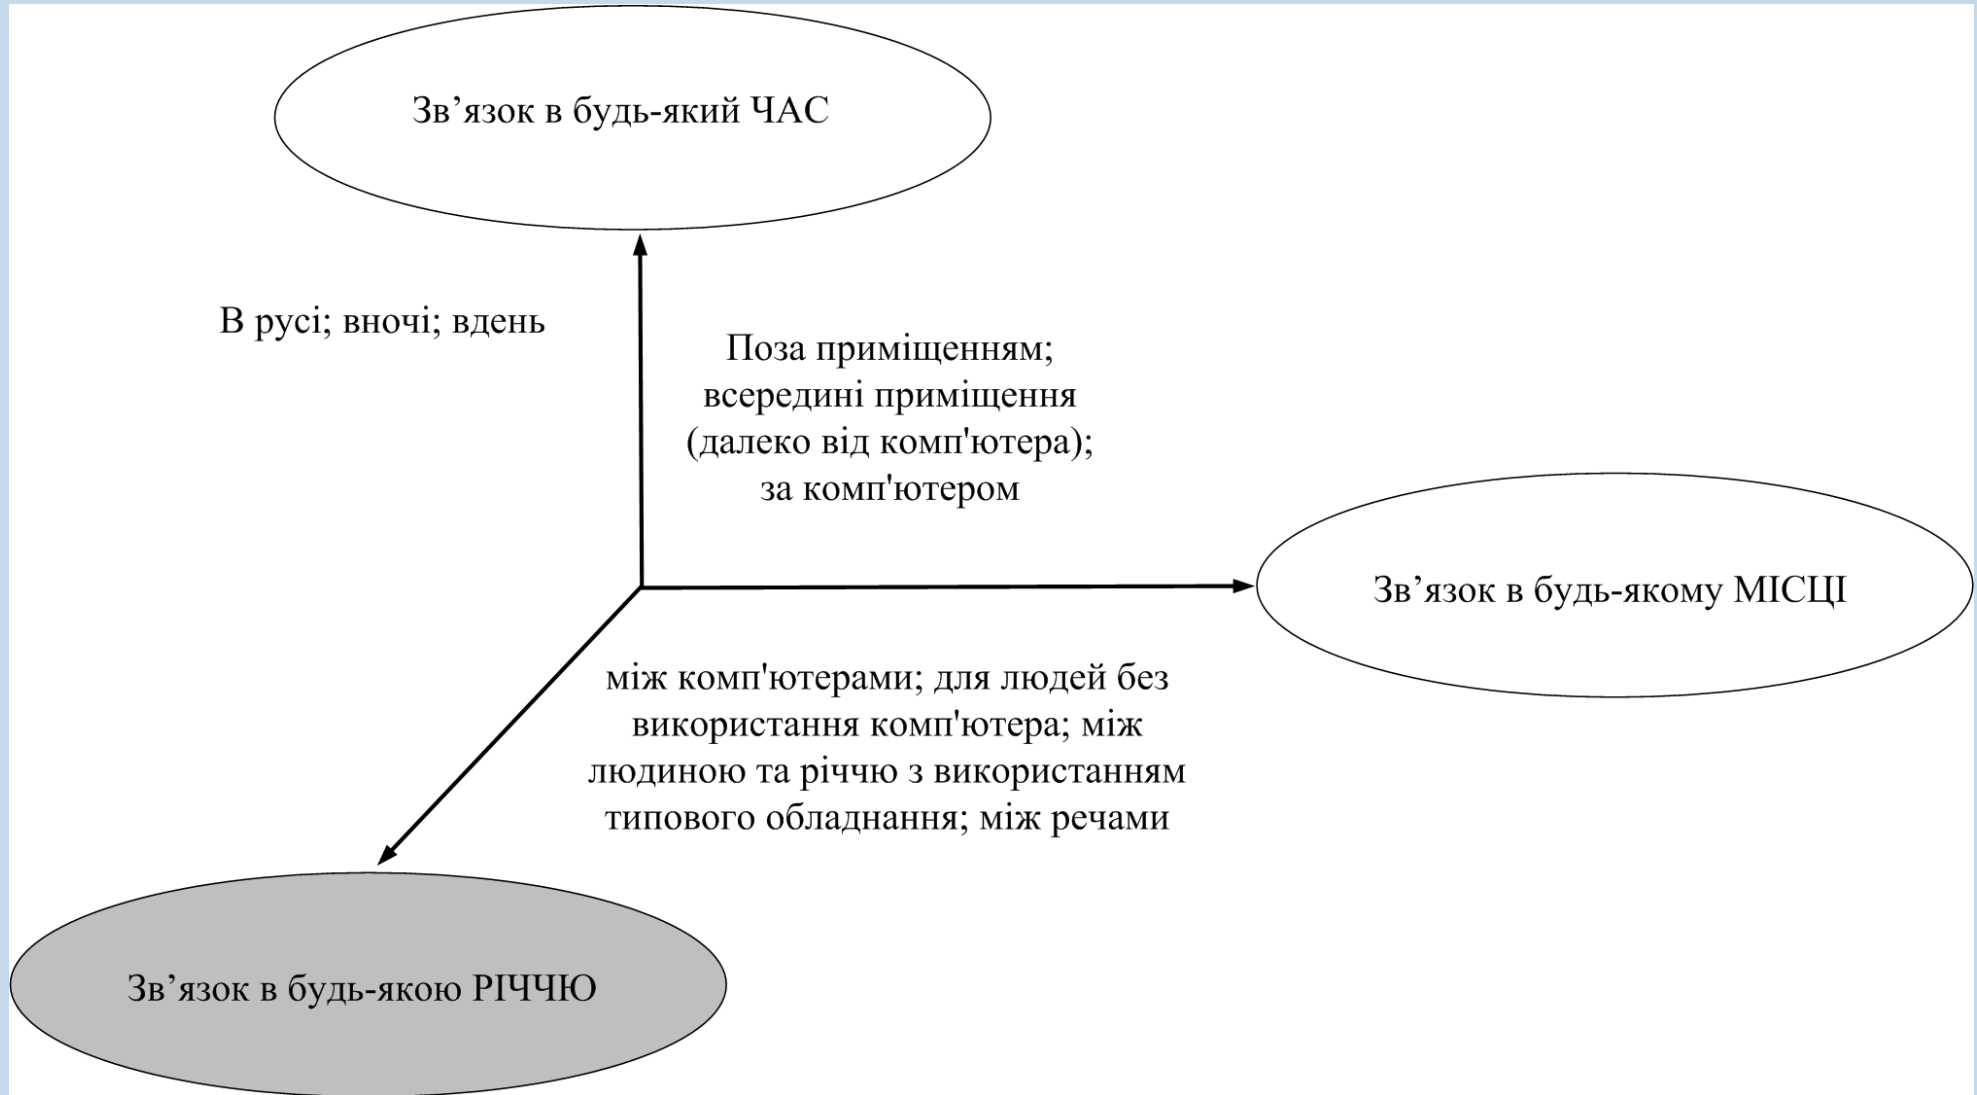 Зв’язок в будь-який ЧАС
В русі; вночі; вдень
Поза приміщенням;
всередині приміщення
(далеко від комп'ютера);
за комп'ютером
Зв’язок в будь-якому МІСЦІ
між комп'ютерами; для людей без
використання комп'ютера; між
людиною та річчю з використанням
типового обладнання; між речами
Зв’язок в будь-якою РІЧЧЮ